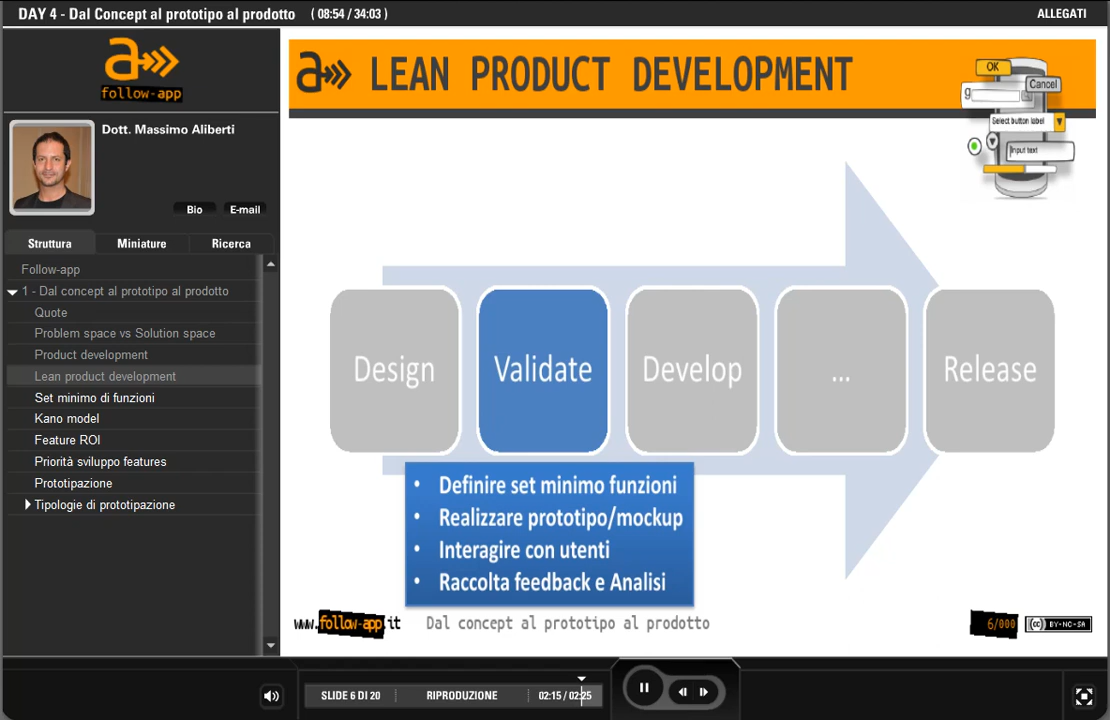 DAY 4 - Dal Concept al prototipo al prodotto ( 08:54 / 34:03 )
ALLEGATI
a
follow-app
Dott. Massimo Aliberti
Bio
E-mail
Struttura
Miniature
Ricerca
Follow-app
1 - Dal concept al prototipo al prodotto
Quote
Problem space vs Solution space
Product development
Lean product development
Set minimo di funzioni
Kano model
Feature ROI
Priorità sviluppo features
Prototipazione
Tipologie di prototipazione
a LEAN PRODUCT DEVELOPMENT
OK
Cancel
g
Select button label
Input text
Design
Validate
Develop
...
Release
• Definire set minimo funzioni
• Realizzare prototipo/mockup
• Interagire con utenti
• Raccolta feedback e Analisi
www.follow-app.it
Dal concept al prototipo al prodotto
6/000
(cc) BY-NC-SA
SLIDE 6 DI 20
RIPRODUZIONE
02:15 / 02:25